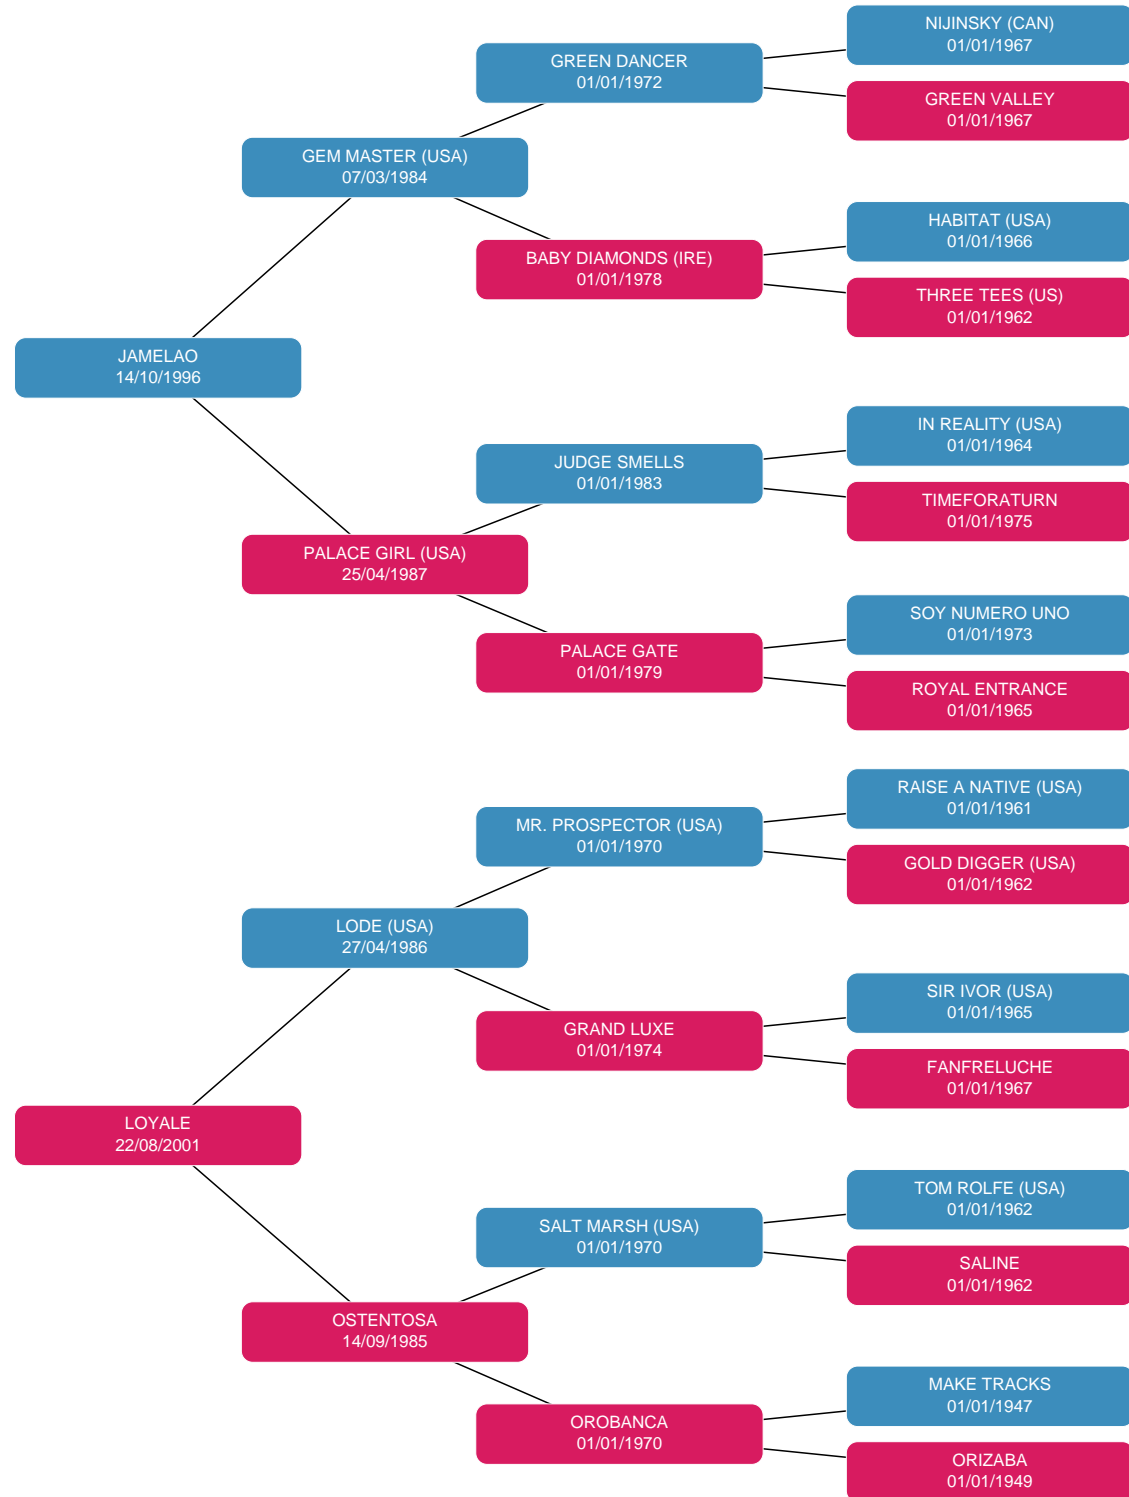 NIJINSKY (CAN)
01/01/1967
GREEN DANCER
01/01/1972
GREEN VALLEY
01/01/1967
GEM MASTER (USA)
07/03/1984
HABITAT (USA)
01/01/1966
BABY DIAMONDS (IRE)
01/01/1978
THREE TEES (US)
01/01/1962
JAMELAO
14/10/1996
IN REALITY (USA)
01/01/1964
JUDGE SMELLS
01/01/1983
TIMEFORATURN
01/01/1975
PALACE GIRL (USA)
25/04/1987
SOY NUMERO UNO
01/01/1973
PALACE GATE
01/01/1979
ROYAL ENTRANCE
01/01/1965
RAISE A NATIVE (USA)
01/01/1961
MR. PROSPECTOR (USA)
01/01/1970
GOLD DIGGER (USA)
01/01/1962
LODE (USA)
27/04/1986
SIR IVOR (USA)
01/01/1965
GRAND LUXE
01/01/1974
FANFRELUCHE
01/01/1967
LOYALE
22/08/2001
TOM ROLFE (USA)
01/01/1962
SALT MARSH (USA)
01/01/1970
SALINE
01/01/1962
OSTENTOSA
14/09/1985
MAKE TRACKS
01/01/1947
OROBANCA
01/01/1970
ORIZABA
01/01/1949